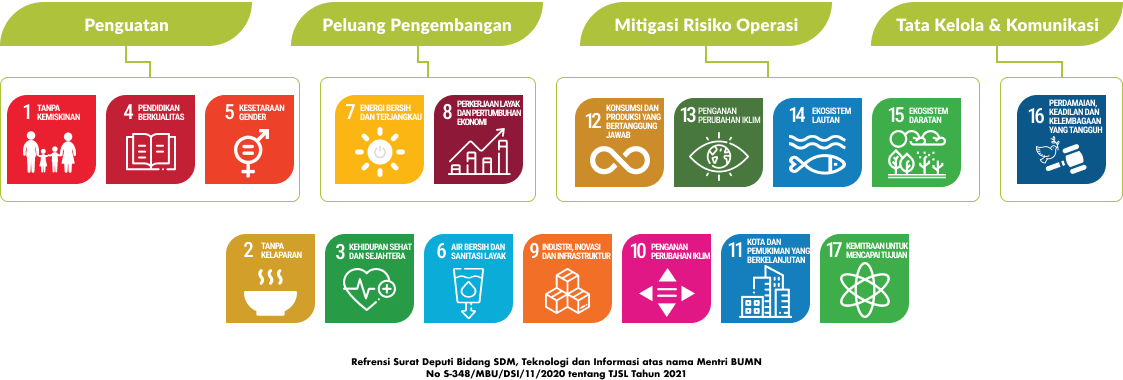 Penguatan
Peluang Pengembangan
Mitigasi Risiko Operasi
Tata Kelola & Komunikasi
1 TANPA
KEMISKINAN
4 PENDIDIKAN
BERKUALITAS
5 KESETARAAN
GENDER
7 ENERGI BERSIH
DAN TERJANGKAU
8 PERKERJAAN LAYAK
DAN PERTUMBUHAN
EKONOMI
12 KONSUMSI DAN
PRODUKSI YANG
BERTANGGUNG
JAWAB
13 PENGANAN
PERUBAHAN IKLIM
14 EKOSISTEM
LAUTAN
15 EKOSISTEM
DARATAN
16 PERDAMAIAN,
KEADILAN DAN
KELEMBAGAAN
YANG TANGGUH
2 TANPA
KELAPARAN
3 KEHIDUPAN SEHAT
DAN SEJAHTERA
6 AIR BERSIH DAN
SANITASI LAYAK
9 INDUSTRI, INOVASI
DAN INFRASTRUKTUR
10 PENGANAN
PERUBAHAN IKLIM
11 KOTA DAN
PEMUKIMAN YANG
BERKELANJUTAN
17 KEMITRAAN UNTUK
MENCAPAI TUJUAN
Refrensi Surat Deputi Bidang SDM, Teknologi dan Informasi atas nama Mentri BUMN
No S-348/MBU/DSI/11/2020 tentang TJSL Tahun 2021